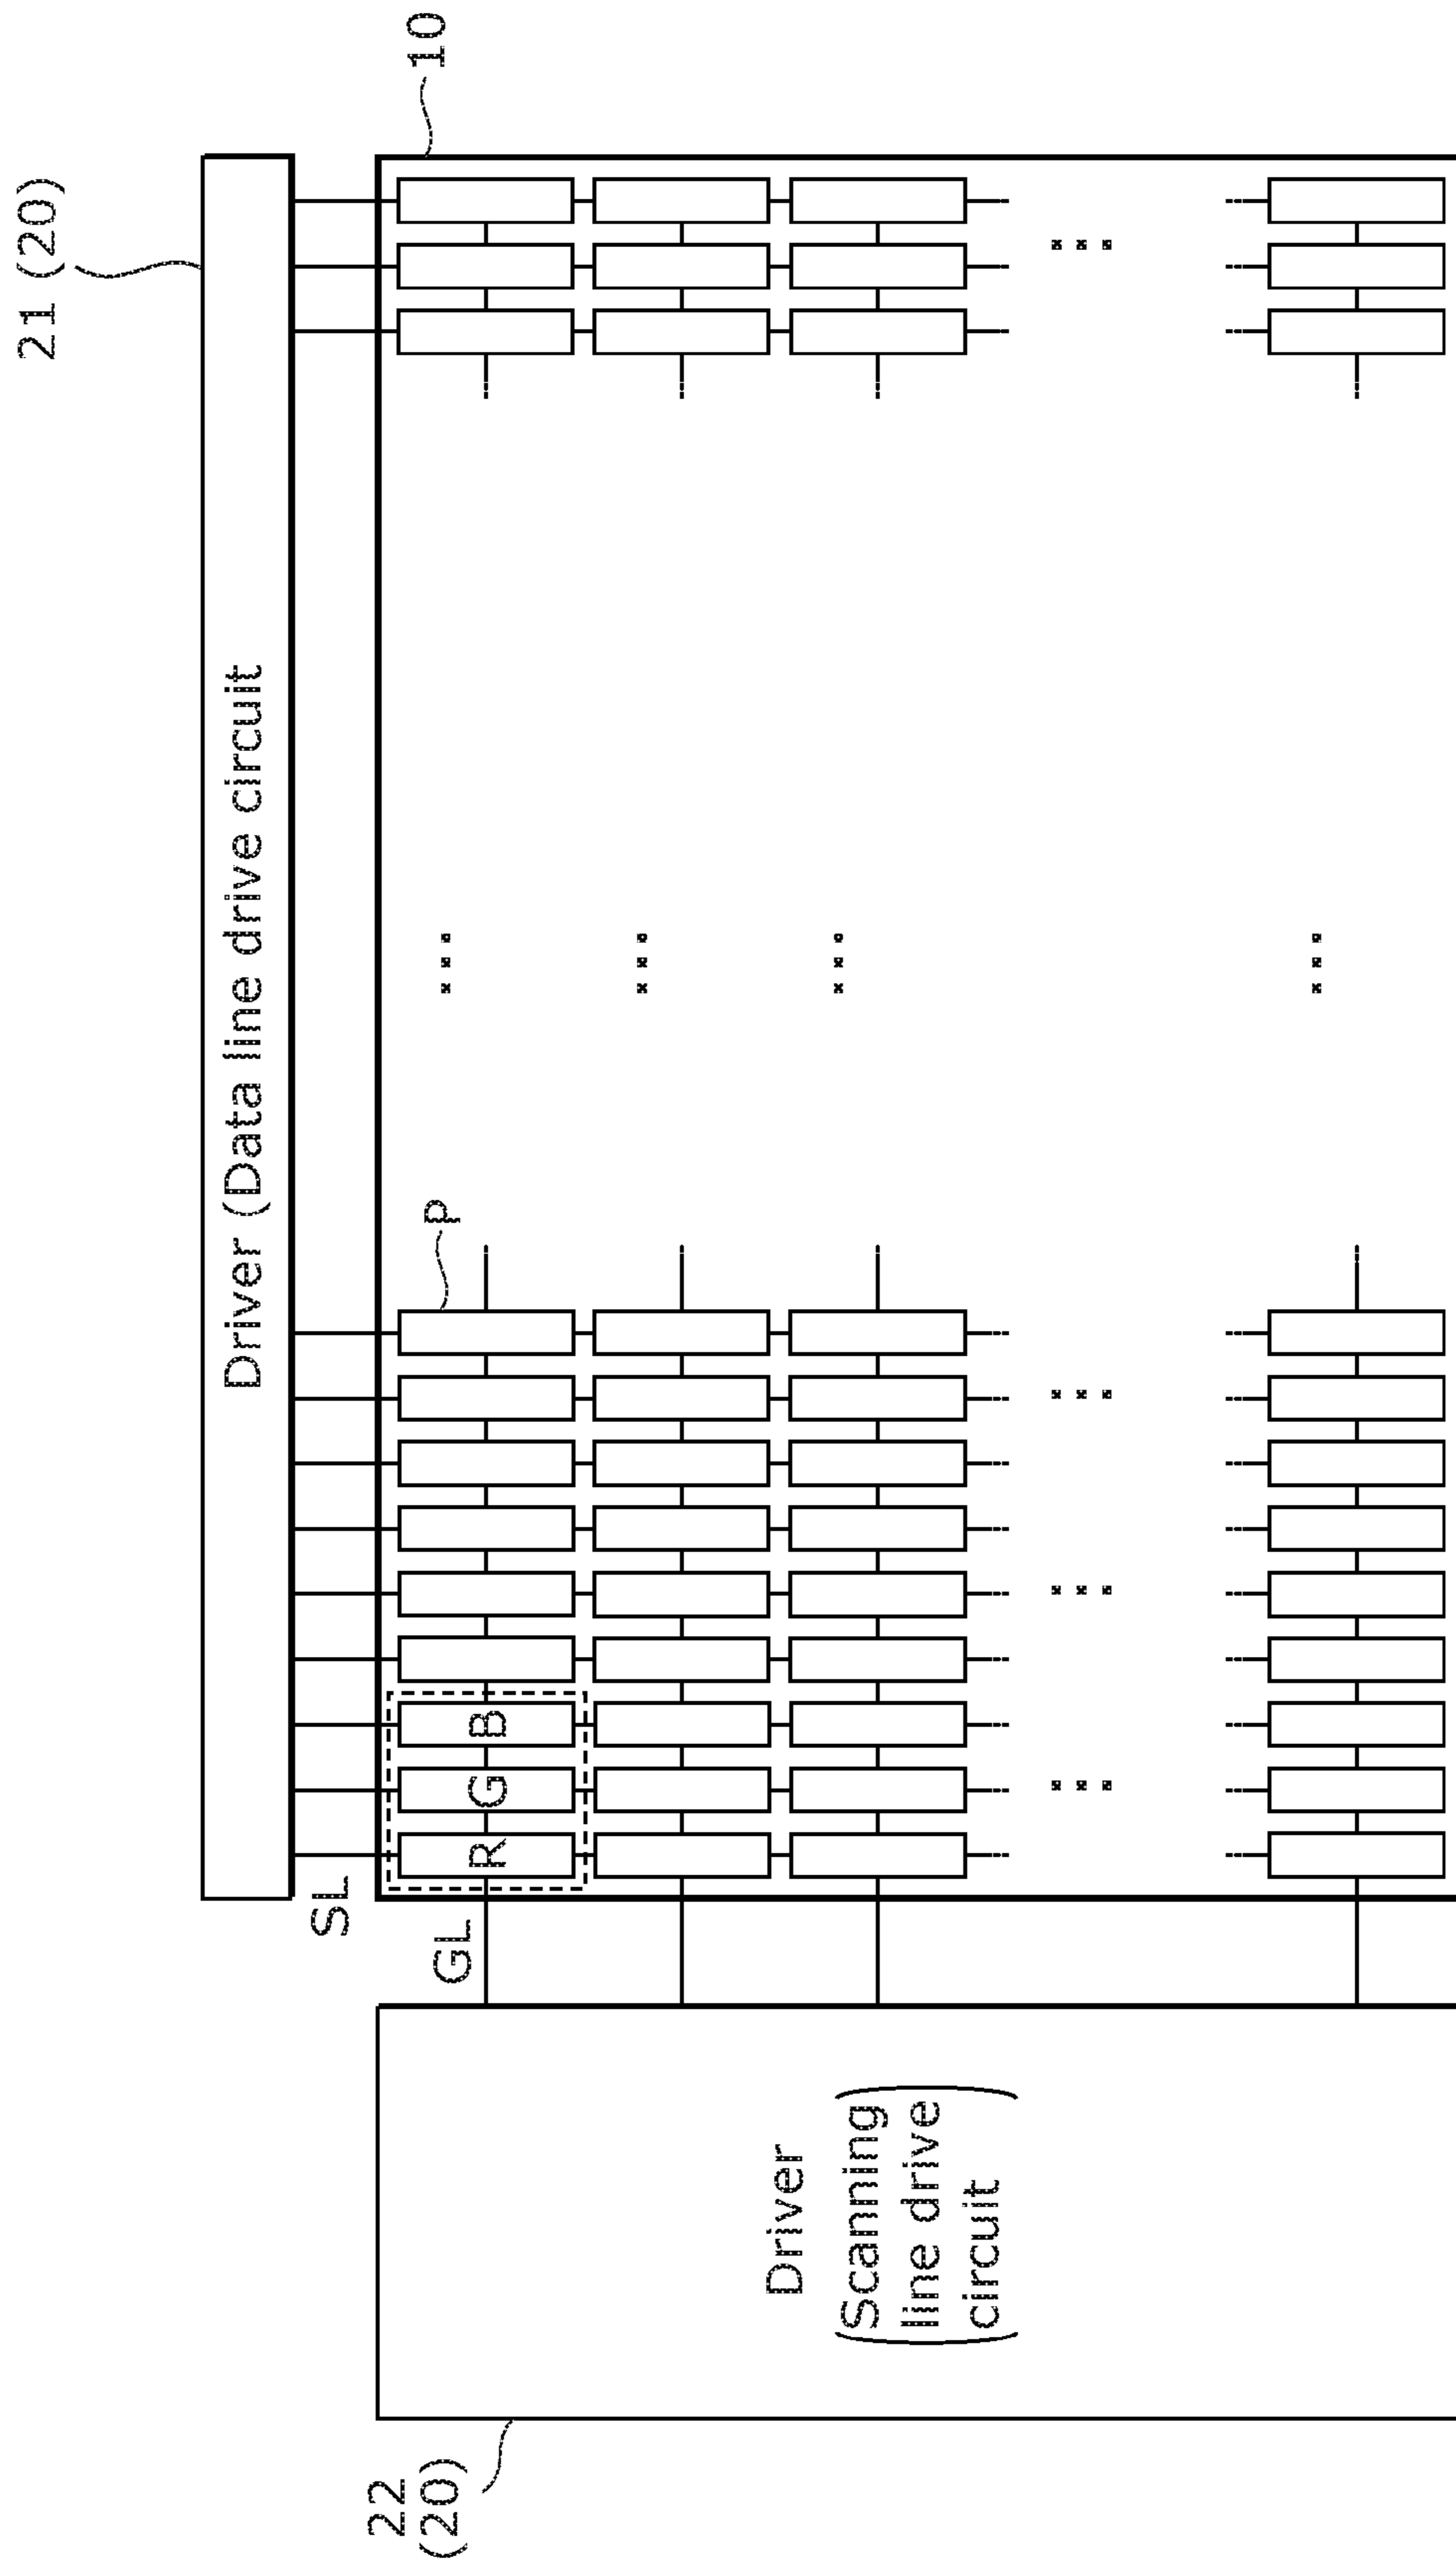 21 (20)
Driver (Data line drive circuit
10
SL
GL
R G B
P
22
(20)
Driver
(Scanning
line drive
circuit)